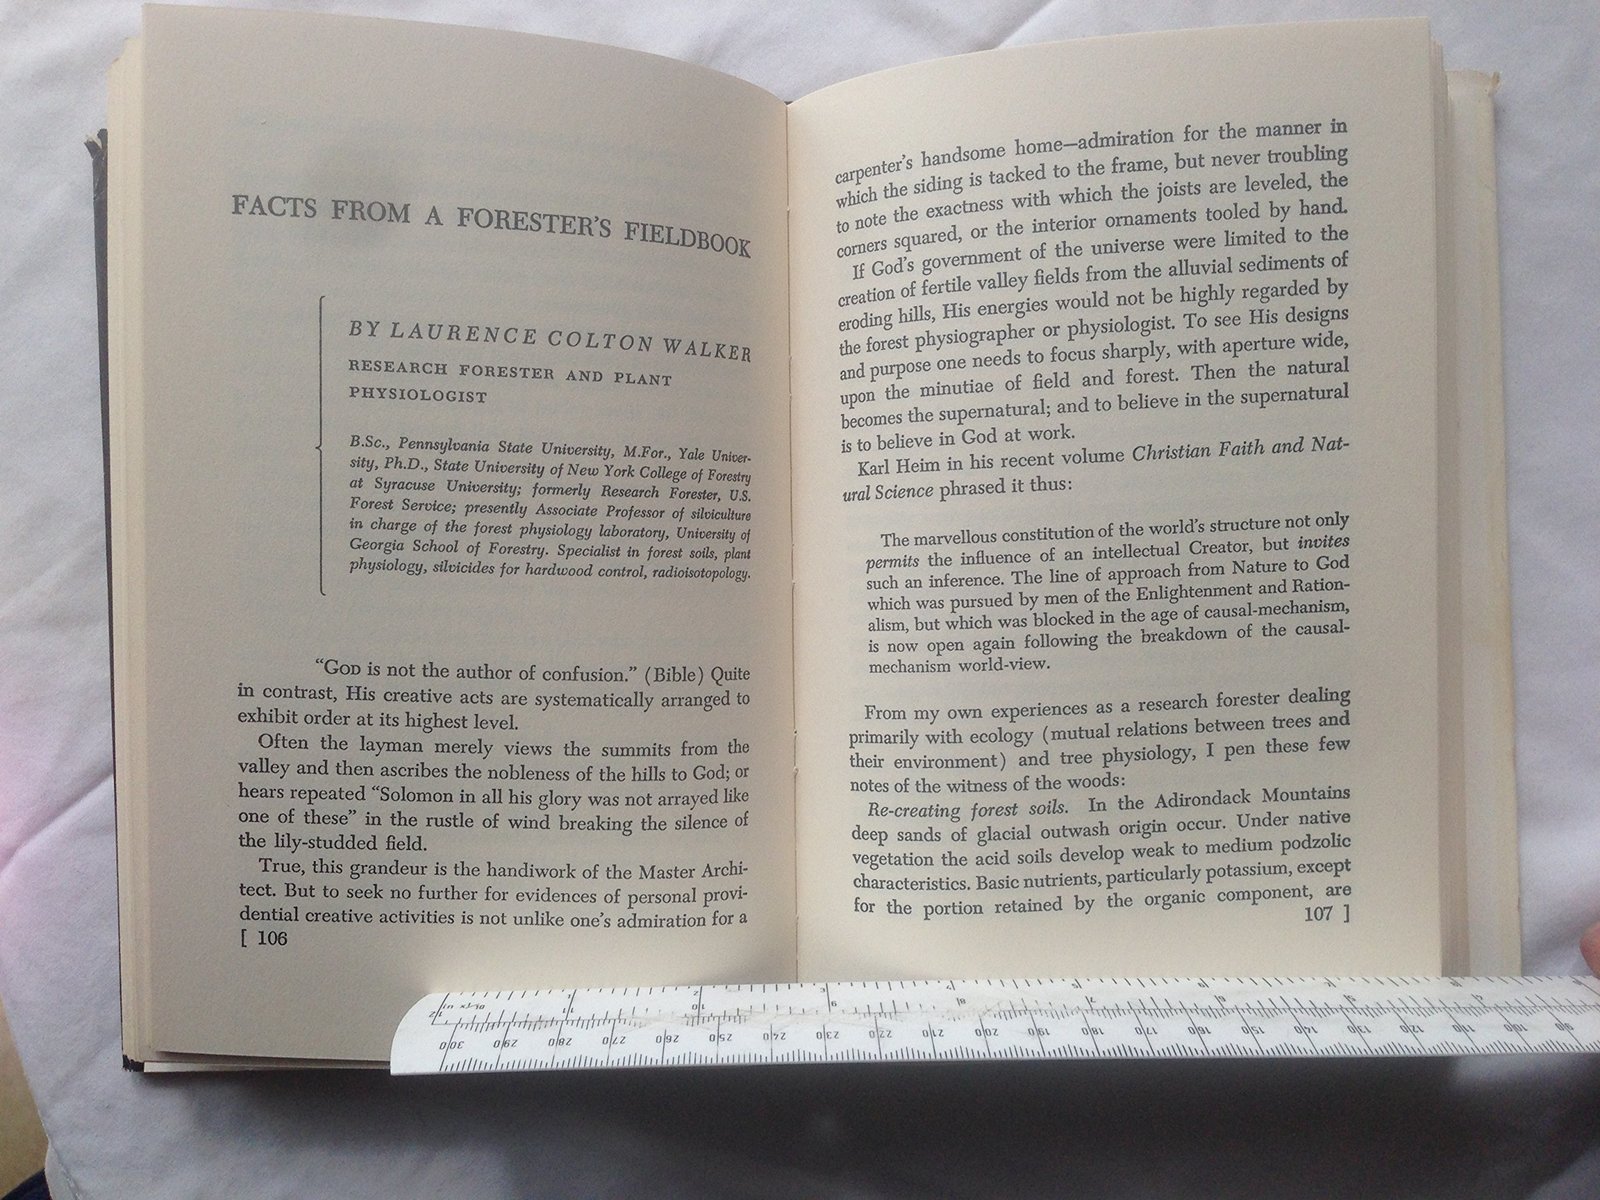 FACTS FROM A FORESTER'S FIELDBOOK
BY LAURENCE COLTON WALKER
RESEARCH FORESTER AND PLANT
PHYSIOLOGIST
B.Sc., Pennsylvania State University, M.For., Yale Univer-
sity, Ph.D., State University of New York College of Forestry
at Syracuse University; formerly Research Forester, U.S.
Forest Service; presently Associate Professor of silviculture
in charge of the forest physiology laboratory, University of
Georgia School of Forestry. Specialist in forest soils, plant
physiology, silvicides for hardwood control, radioisotopology.
"GOD is not the author of confusion." (Bible) Quite
in contrast, His creative acts are systematically arranged to
exhibit order at its highest level.
Often the layman merely views the summits from the
valley and then ascribes the nobleness of the hills to God; or
hears repeated "Solomon in all his glory was not arrayed like
one of these" in the rustle of wind breaking the silence of
the lily-studded field.
True, this grandeur is the handiwork of the Master Archi-
tect. But to seek no further for evidences of personal provi-
dential creative activities is not unlike one's admiration for a
[ 106
carpenter's handsome home—admiration for the manner in
which the siding is tacked to the frame, but never troubling
to note the exactness with which the joists are leveled, the
corners squared, or the interior ornaments tooled by hand.
If God's government of the universe were limited to the
creation of fertile valley fields from the alluvial sediments of
eroding hills, His energies would not be highly regarded by
the forest physiographer or physiologist. To see His designs
and purpose one needs to focus sharply, with aperture wide,
upon the minutiae of field and forest. Then the natural
becomes the supernatural; and to believe in the supernatural
is to believe in God at work.
Karl Heim in his recent volume Christian Faith and Nat-
ural Science phrased it thus:
The marvellous constitution of the world's structure not only
permits the influence of an intellectual Creator, but invites
such an inference. The line of approach from Nature to God
which was pursued by men of the Enlightenment and Ration-
alism, but which was blocked in the age of causal-mechanism,
is now open again following the breakdown of the causal-
mechanism world-view.
From my own experiences as a research forester dealing
primarily with ecology (mutual relations between trees and
their environment) and tree physiology, I pen these few
notes of the witness of the woods:
Re-creating forest soils. In the Adirondack Mountains
deep sands of glacial outwash origin occur. Under native
vegetation the acid soils develop weak to medium podzolic
characteristics. Basic nutrients, particularly potassium, except
for the portion retained by the organic component, are
107 ]
300 290 280 270 260 250 240 230 220 210 200 190 180 170 160 150 140 130 120 110